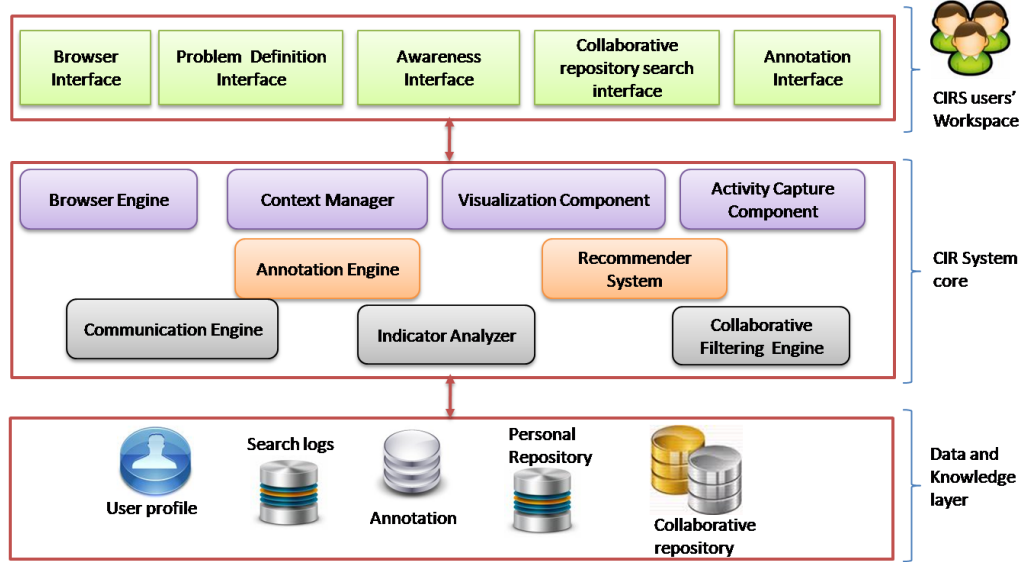 Browser
Interface
Problem Definition
Interface
Awareness
Interface
Collaborative
repository search
interface
Annotation
Interface
CIRS users'
Workspace
Browser Engine
Context Manager
Visualization Component
Activity Capture
Component
Annotation Engine
Recommender
System
CIR System
core
Communication Engine
Indicator Analyzer
Collaborative
Filtering Engine
User profile
Search logs
Annotation
Personal
Repository
Collaborative
repository
Data and
Knowledge
layer